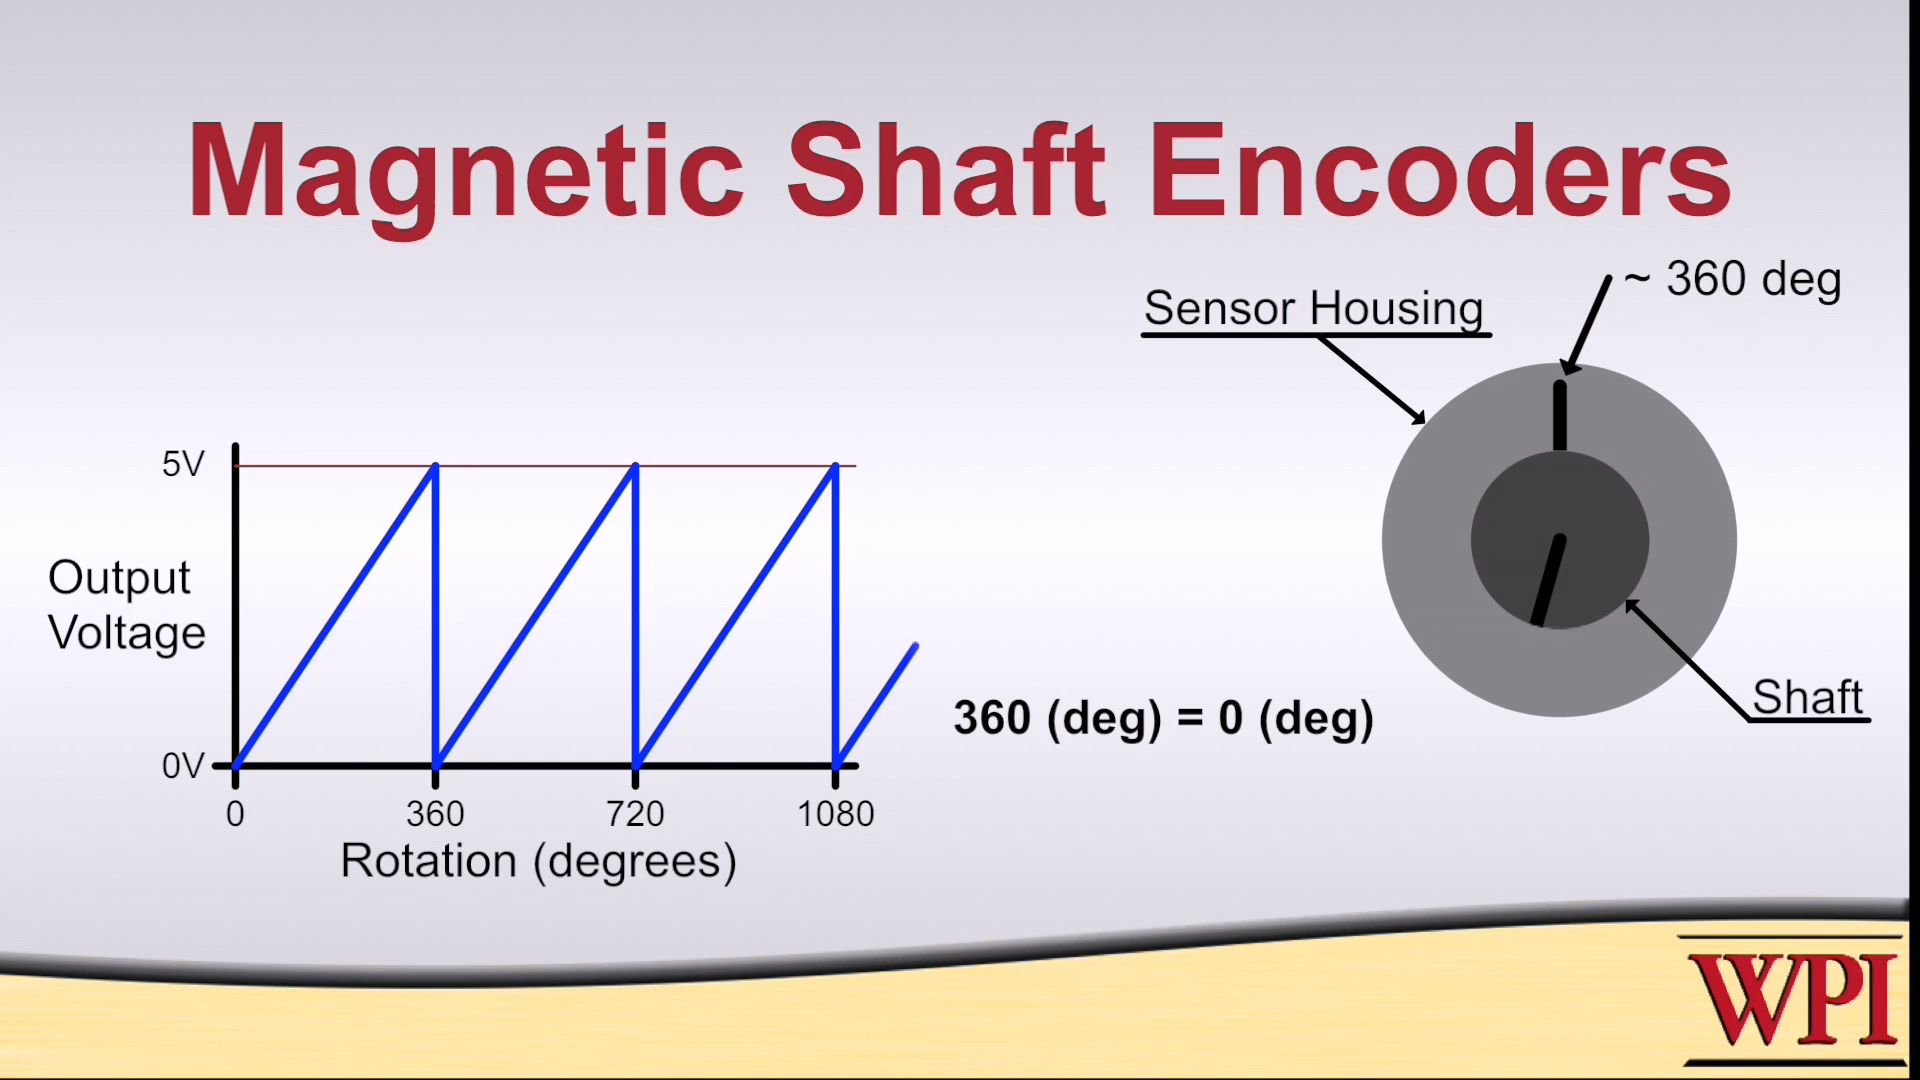 Magnetic Shaft Encoders
~ 360 deg
Sensor Housing
5V
Output
Voltage
0V
0 360 720 1080
Rotation (degrees)
360 (deg) = 0 (deg)
Shaft
WPI